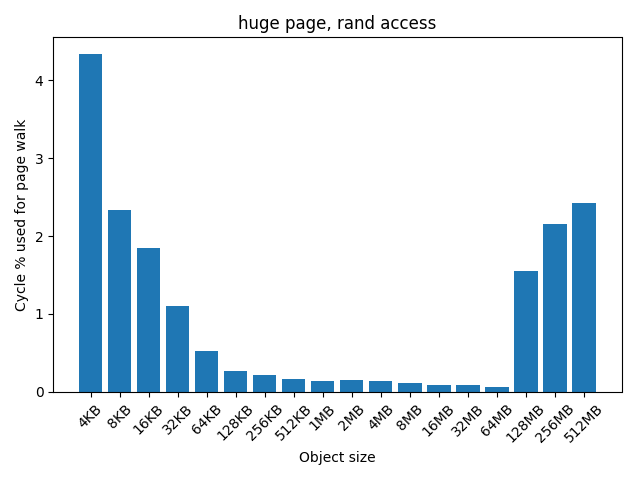 huge page, rand access
Cycle % used for page walk
4
3
2
1
0
4KB 8KB 16KB 32KB 64KB 128KB 256KB 512KB 1MB 2MB 4MB 8MB 16MB 32MB 64MB 128MB 256MB 512MB
Object size